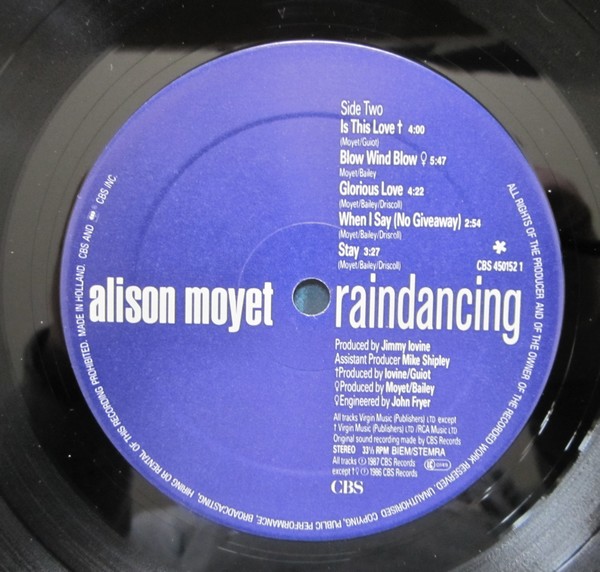 Side Two
Is This Love † 4:00
(Moyet/Guiot)
Blow Wind Blow ♀ 5:47
Moyet/Bailey
Glorious Love 4:22
(Moyet/Bailey/Driscoll)
When I Say (No Giveaway) 2:54
(Moyet/Bailey/Driscoll)
Stay 3:27
(Moyet/Bailey/Driscoll)
*
CBS 450152 1
alison moyet raindancing
Produced by Jimmy Iovine
Assistant Producer Mike Shipley
†Produced by Iovine/Guiot
♀Produced by Moyet/Bailey
♀Engineered by John Fryer
All tracks Virgin Music (Publishers) LTD except
† Virgin Music (Publishers) LTD /RCA Music LTD
Original sound recording made by CBS Records
STEREO 33⅓ RPM BIEM/STEMRA
All tracks ℗ 1987 CBS Records
except †♀ ℗ 1986 CBS Records
CBS
ALL RIGHTS OF THE PRODUCER AND OF THE OWNER OF THE RECORDED WORK RESERVED. UNAUTHORISED COPYING, PUBLIC PERFORMANCE, BROADCASTING, HIRING OR RENTAL OF THIS RECORDING PROHIBITED. MADE IN HOLLAND. CBS AND ® CBS INC.